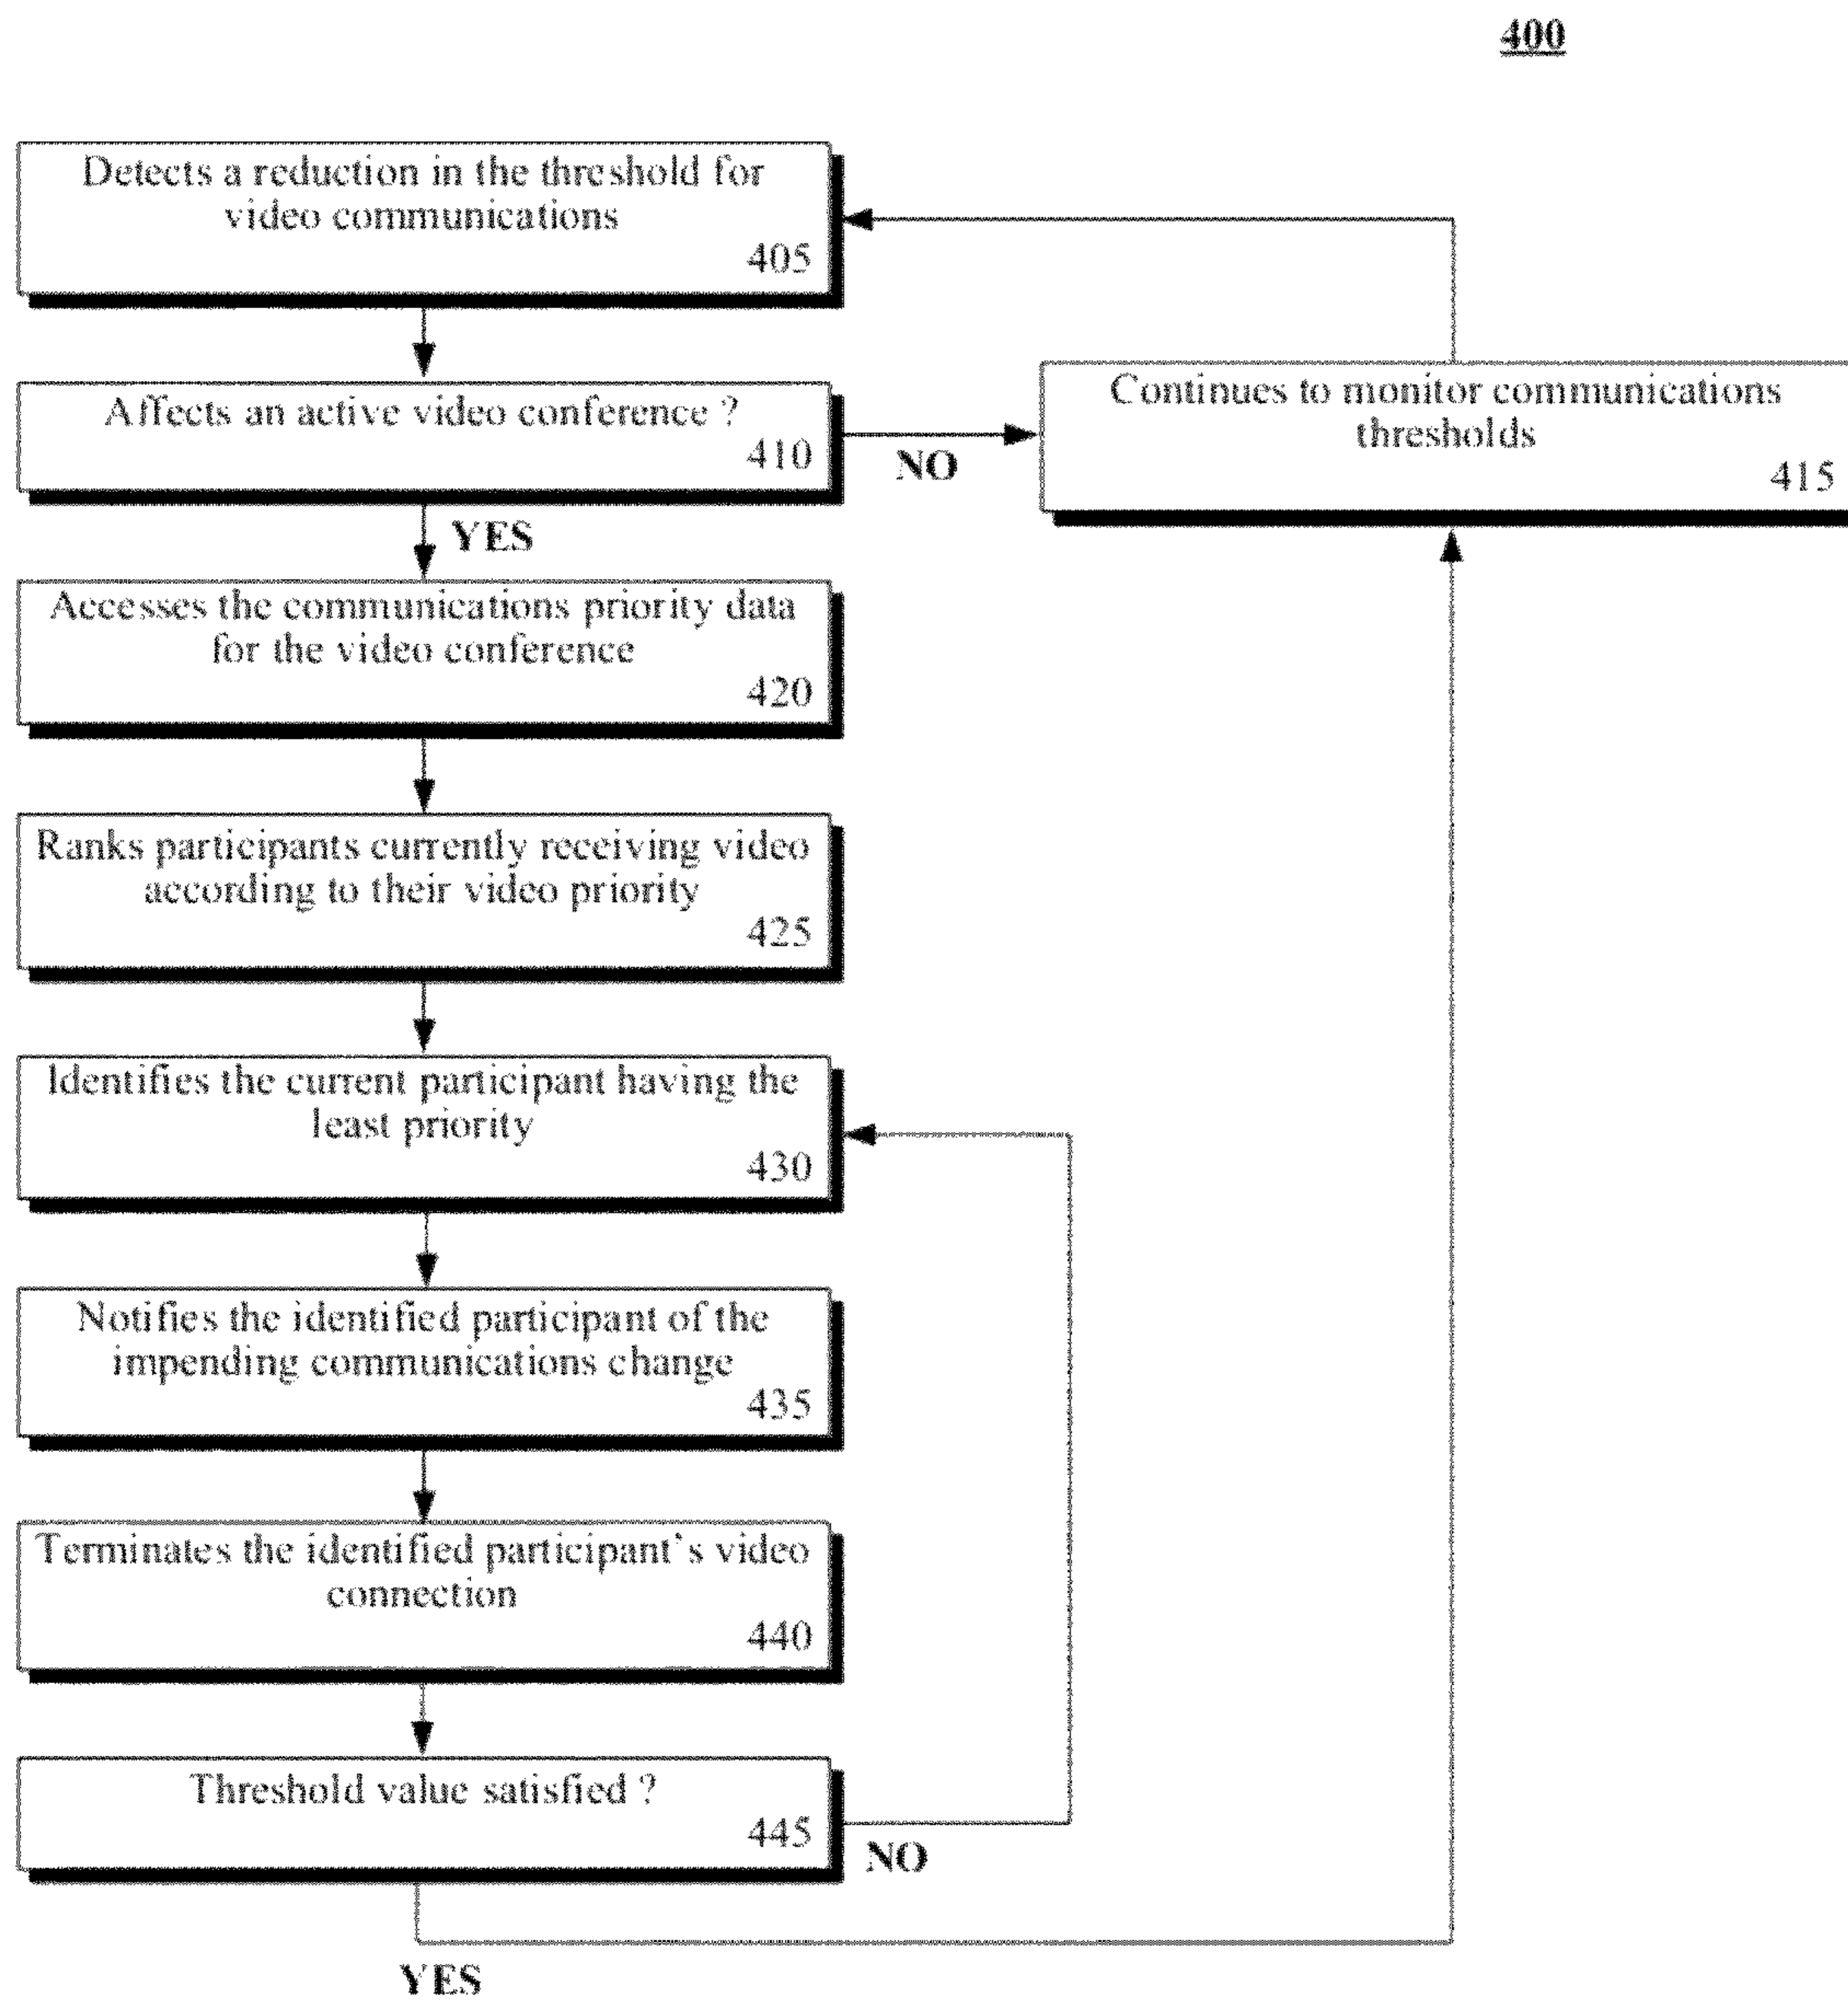 400
Detects a reduction in the threshold for
video communications
405
Affects an active video conference ?
410
NO
Continues to monitor communications
thresholds
415
YES
Accesses the communications priority data
for the video conference
420
Ranks participants currently receiving video
according to their video priority
425
Identifies the current participant having the
least priority
430
Notifies the identified participant of the
impending communications change
435
Terminates the identified participant's video
connection
440
Threshold value satisfied ?
445
NO
YES